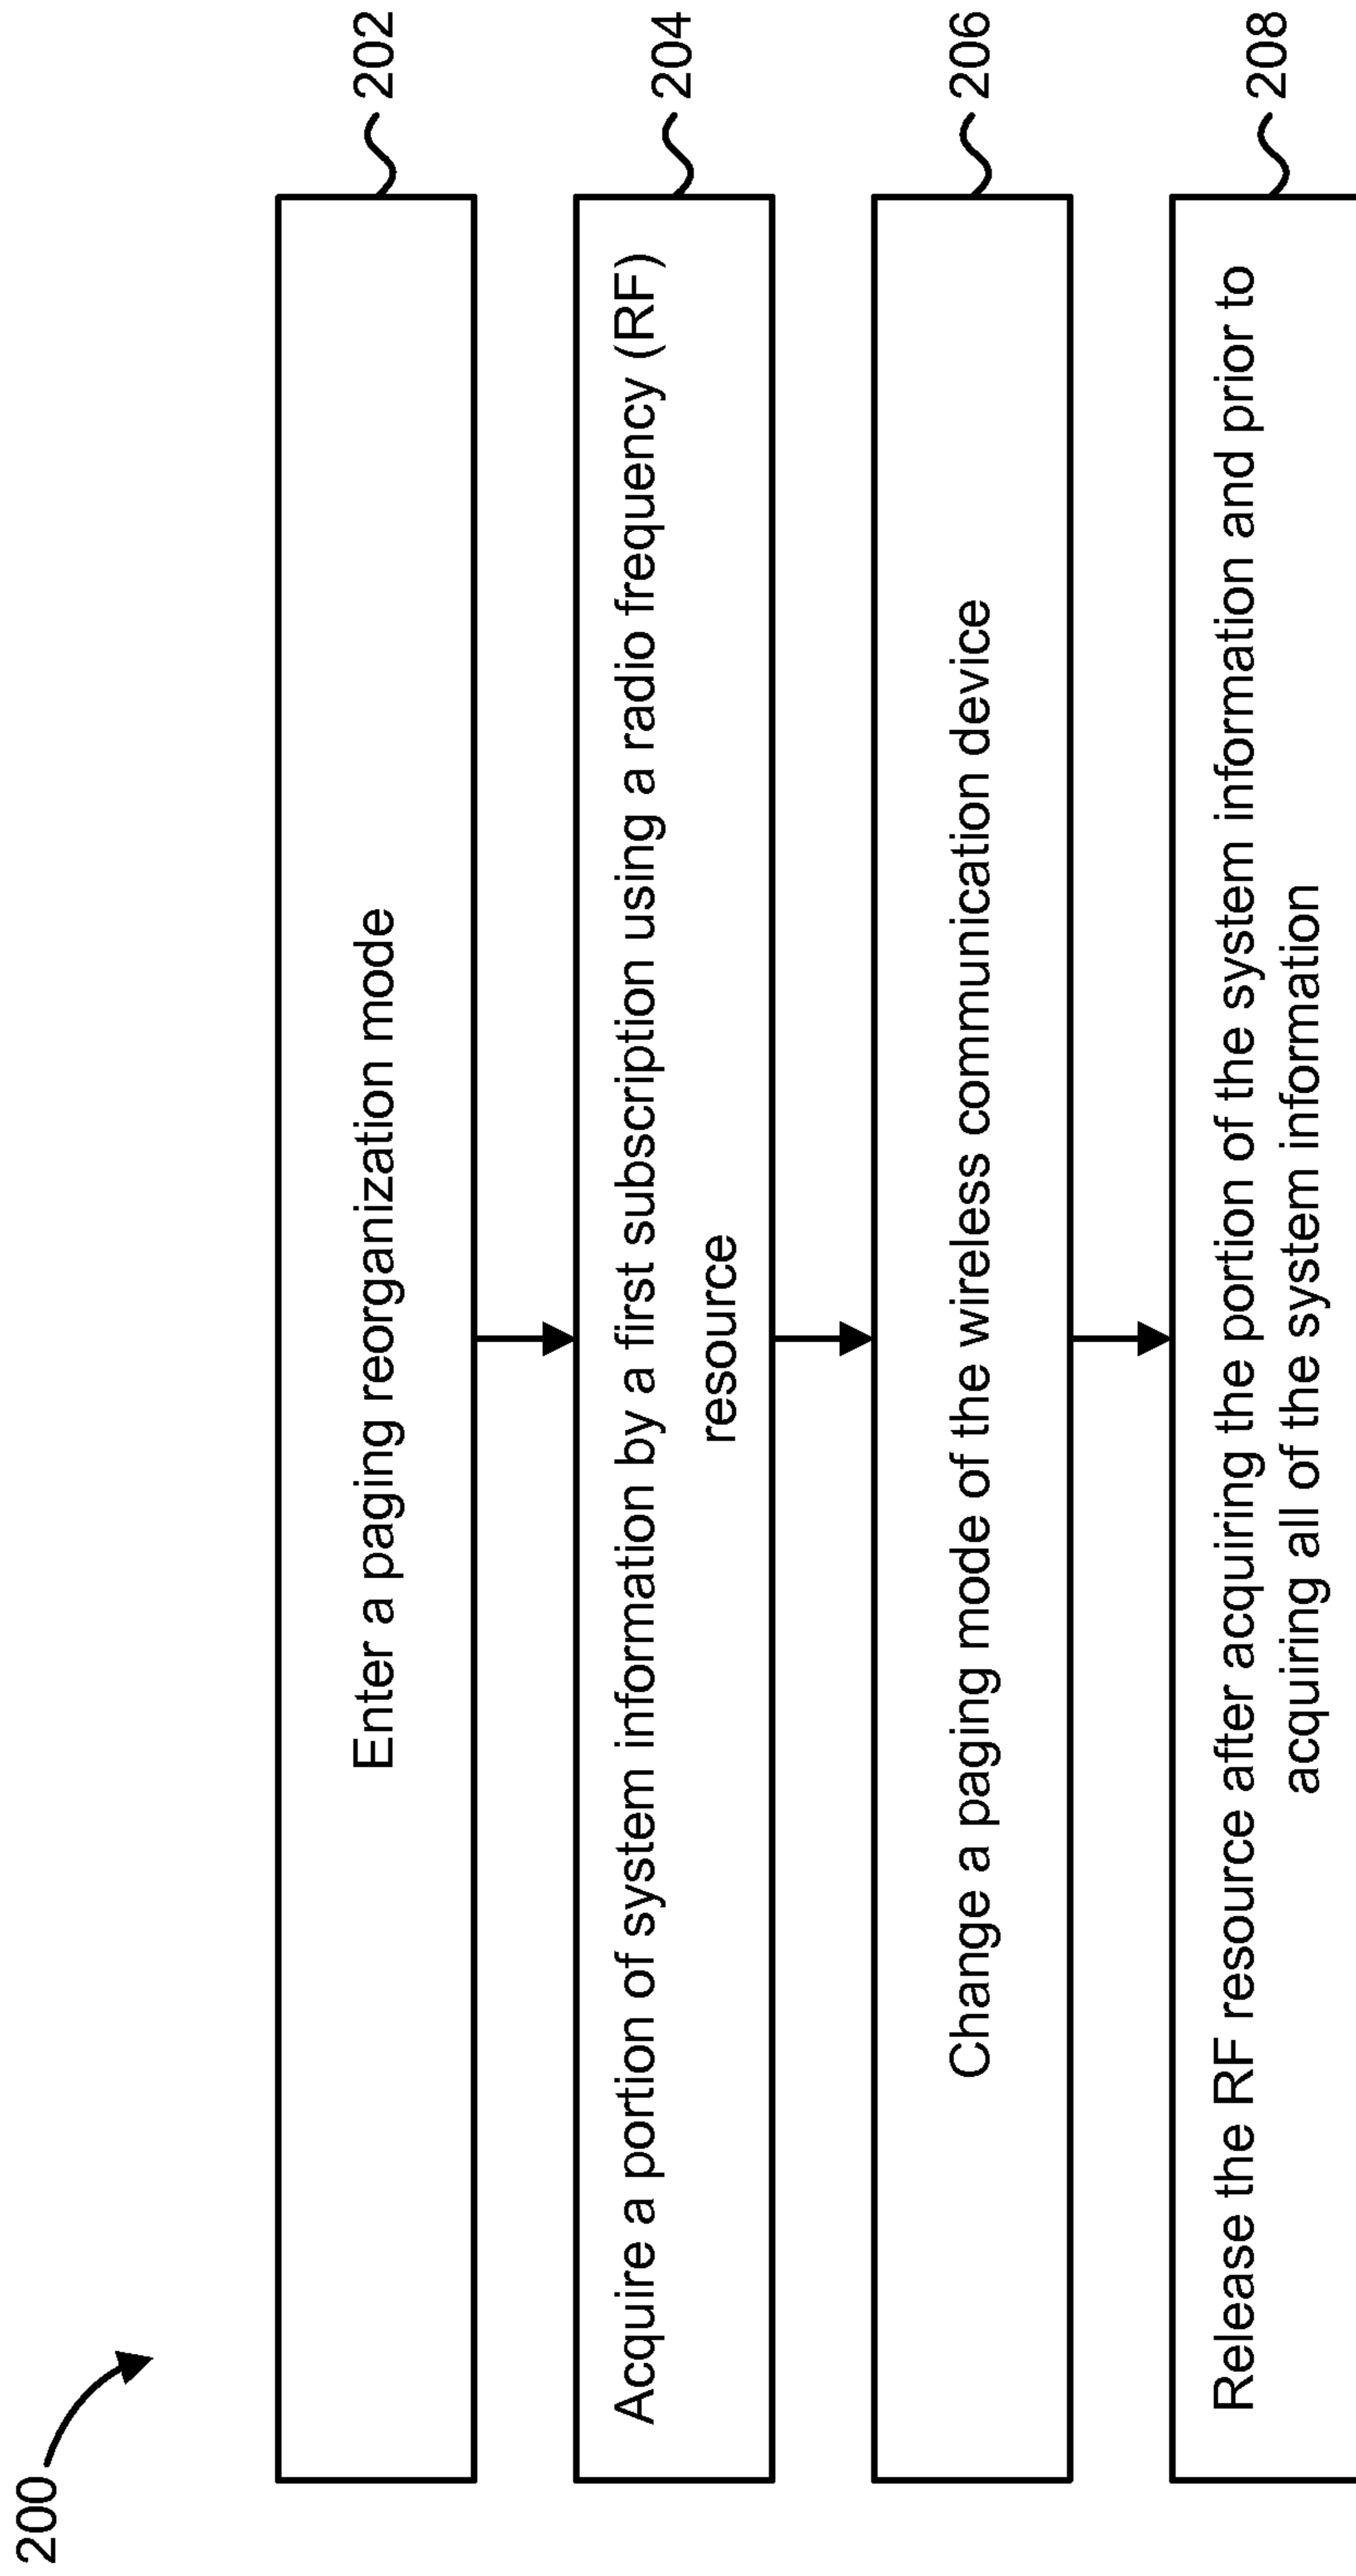 200
Enter a paging reorganization mode
202
Acquire a portion of system information by a first subscription using a radio frequency (RF)
resource
204
Change a paging mode of the wireless communication device
206
Release the RF resource after acquiring the portion of the system information and prior to
acquiring all of the system information
208